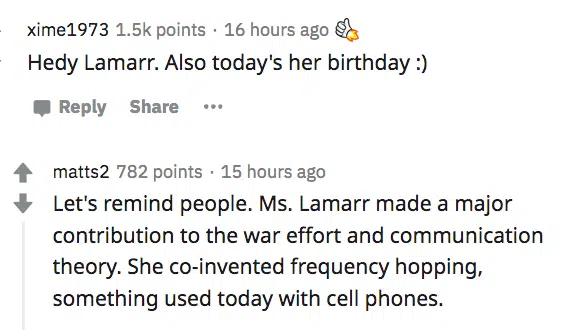 xime1973 1.5k points · 16 hours ago
Hedy Lamarr. Also today's her birthday :)
Reply Share ···
matts2 782 points · 15 hours ago
Let's remind people. Ms. Lamarr made a major
contribution to the war effort and communication
theory. She co-invented frequency hopping,
something used today with cell phones.